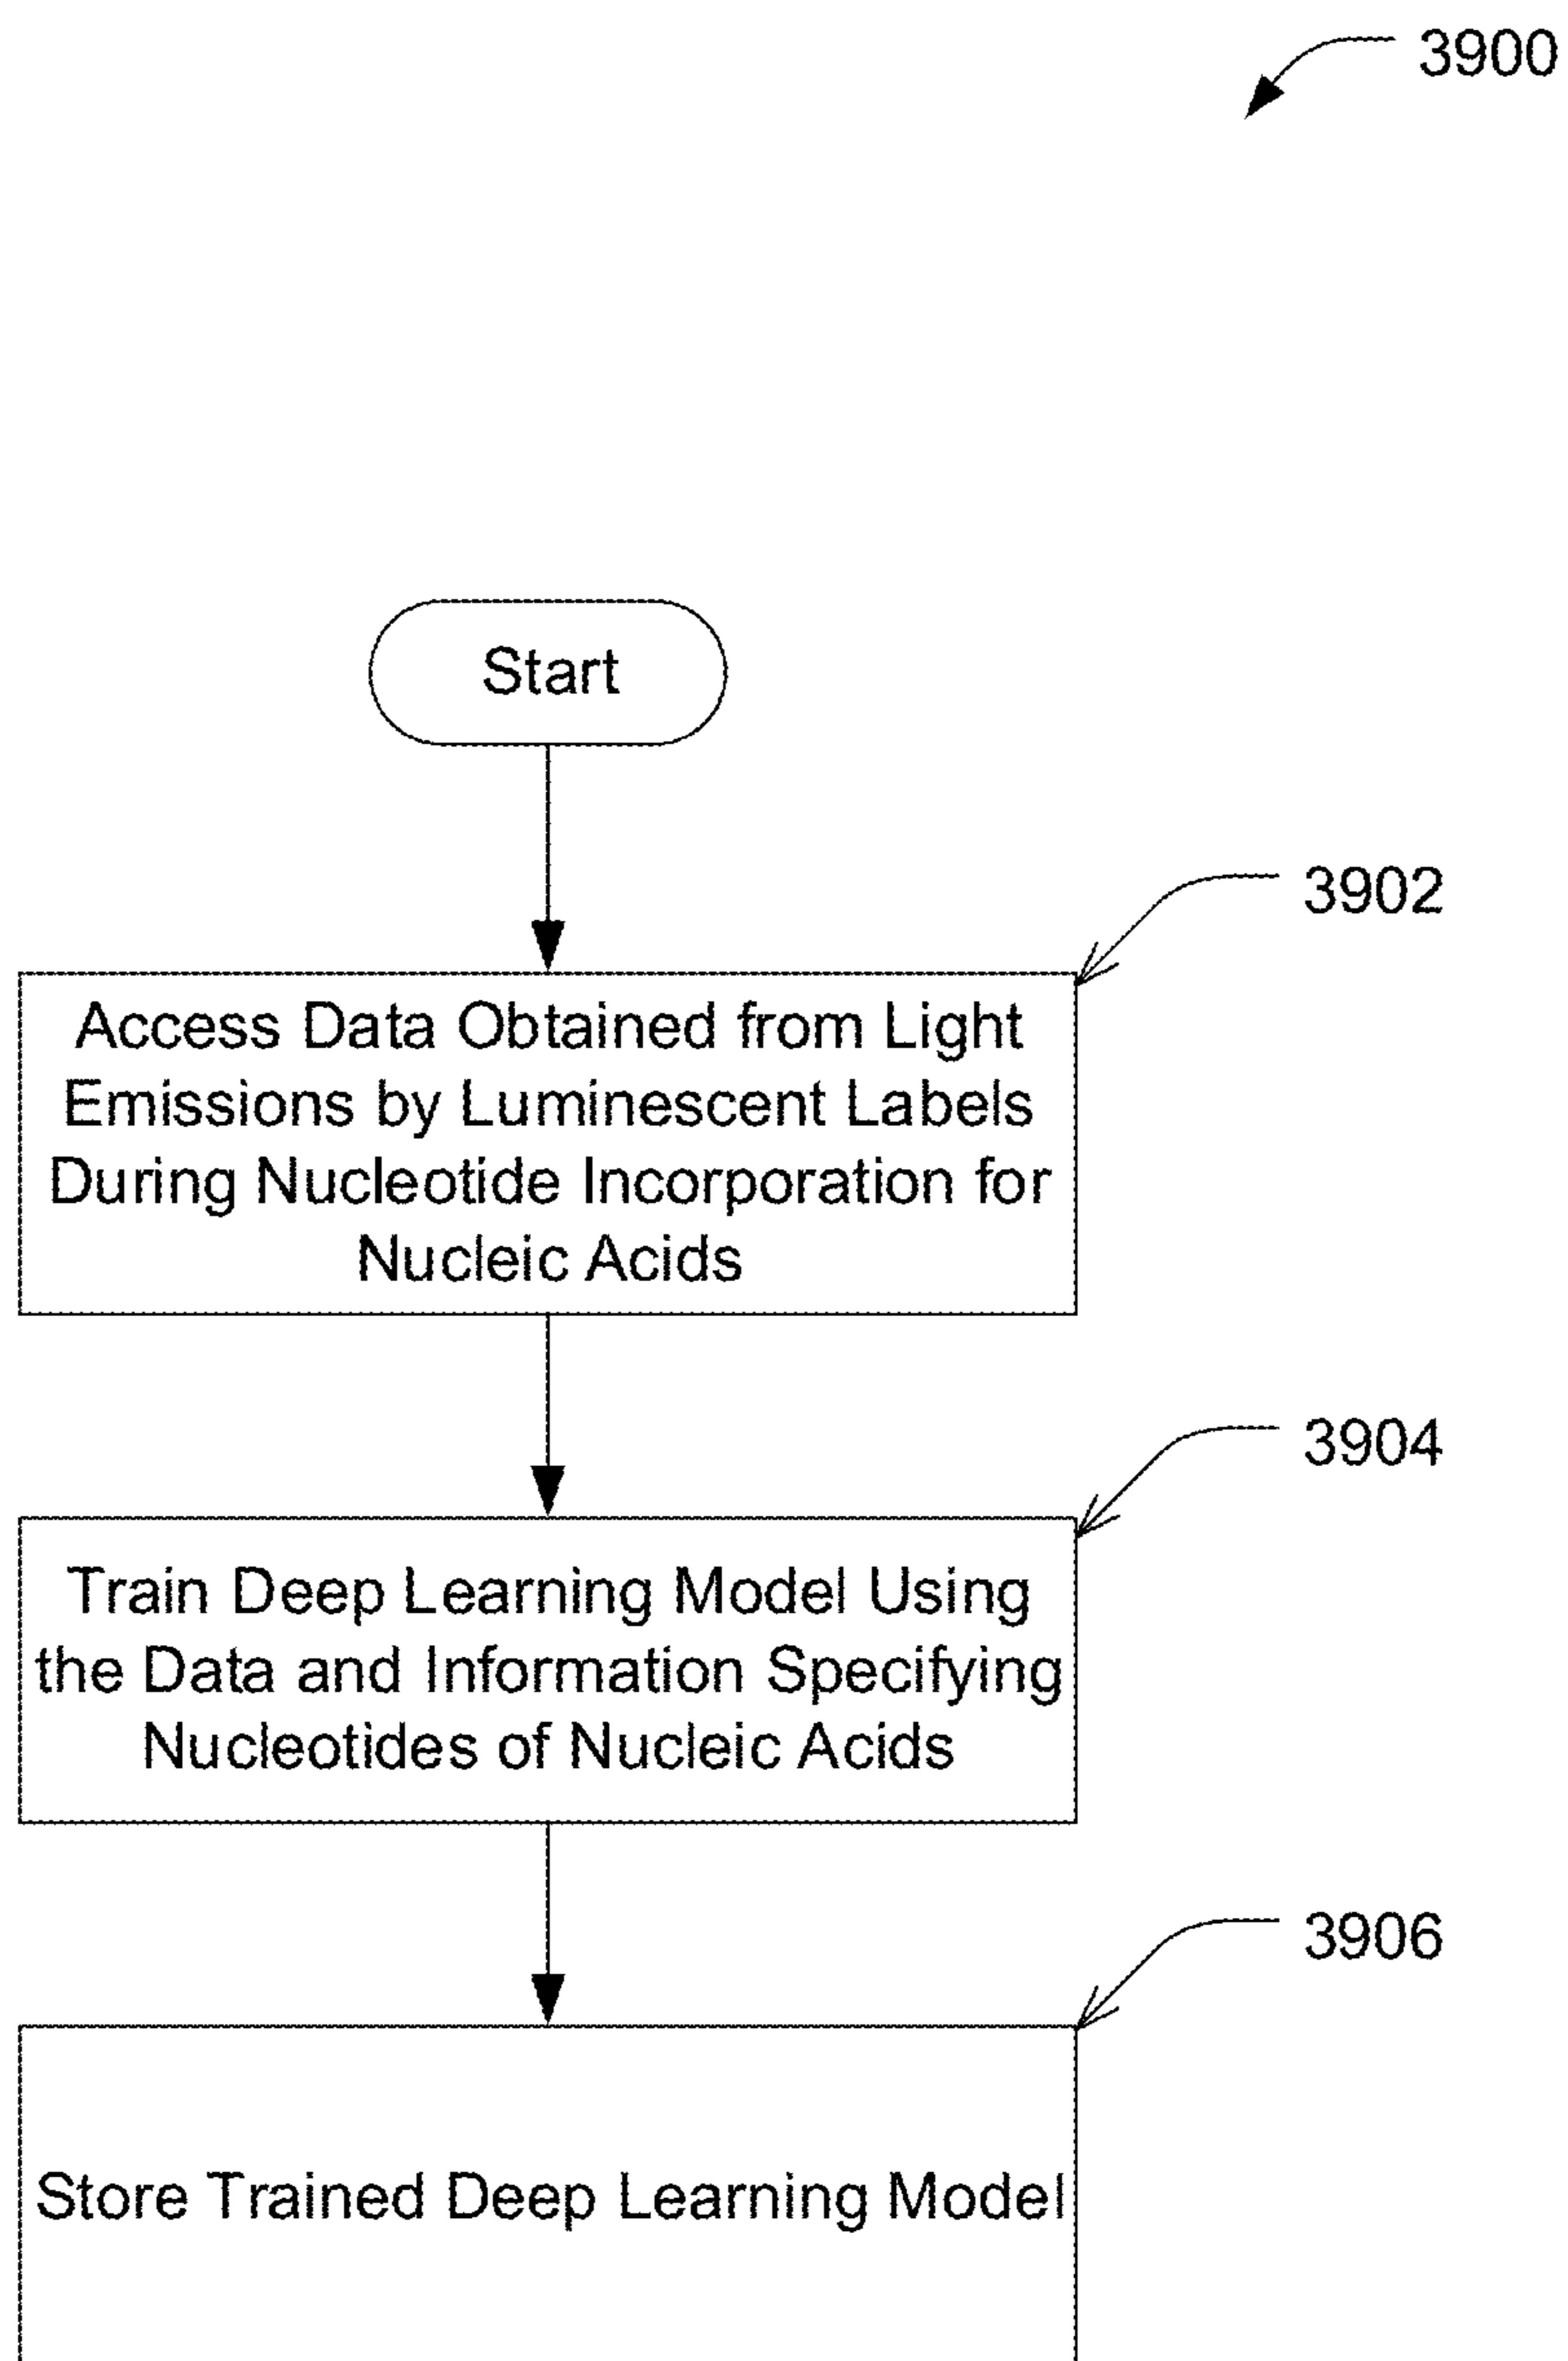 3900
Start
3902
Access Data Obtained from Light
Emissions by Luminescent Labels
During Nucleotide Incorporation for
Nucleic Acids
3904
Train Deep Learning Model Using
the Data and Information Specifying
Nucleotides of Nucleic Acids
3906
Store Trained Deep Learning Model